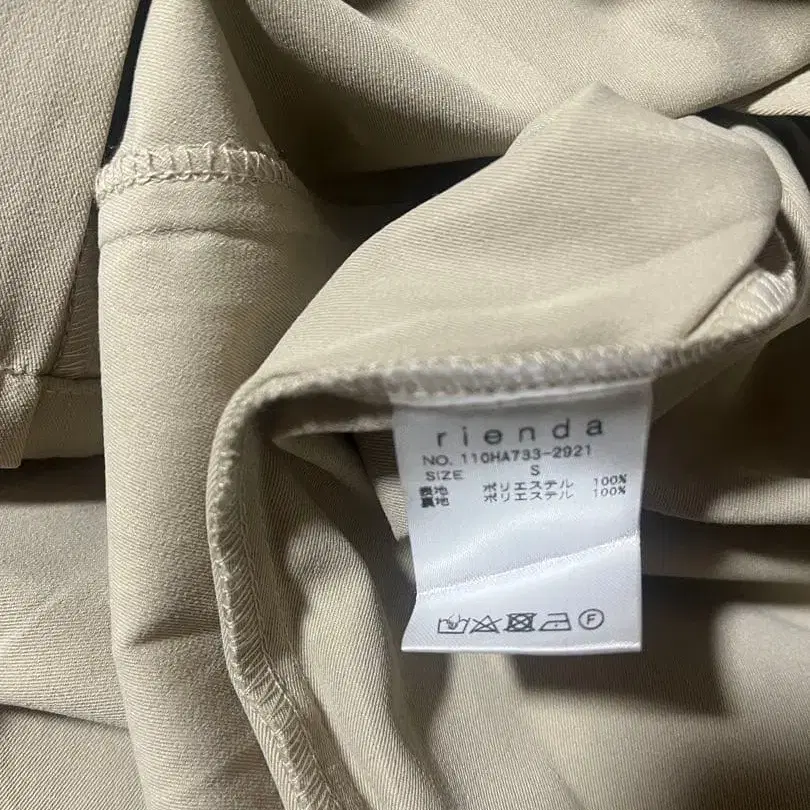 rienda
NO. 110HA733-2921
SIZE S
表地 ポリエステル 100%
裏地 ポリエステル 100%
F